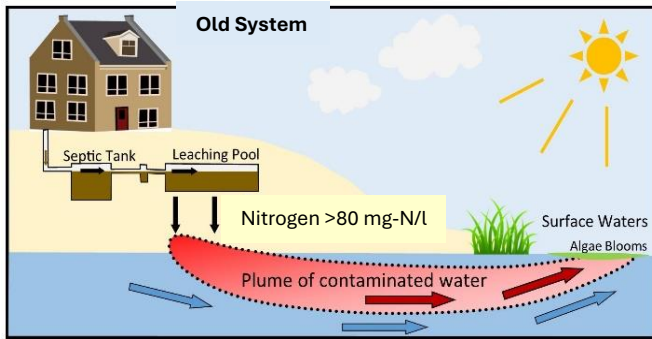 Old System
Septic Tank
Leaching Pool
Nitrogen >80 mg-N/l
Surface Waters
Algae Blooms
Plume of contaminated water